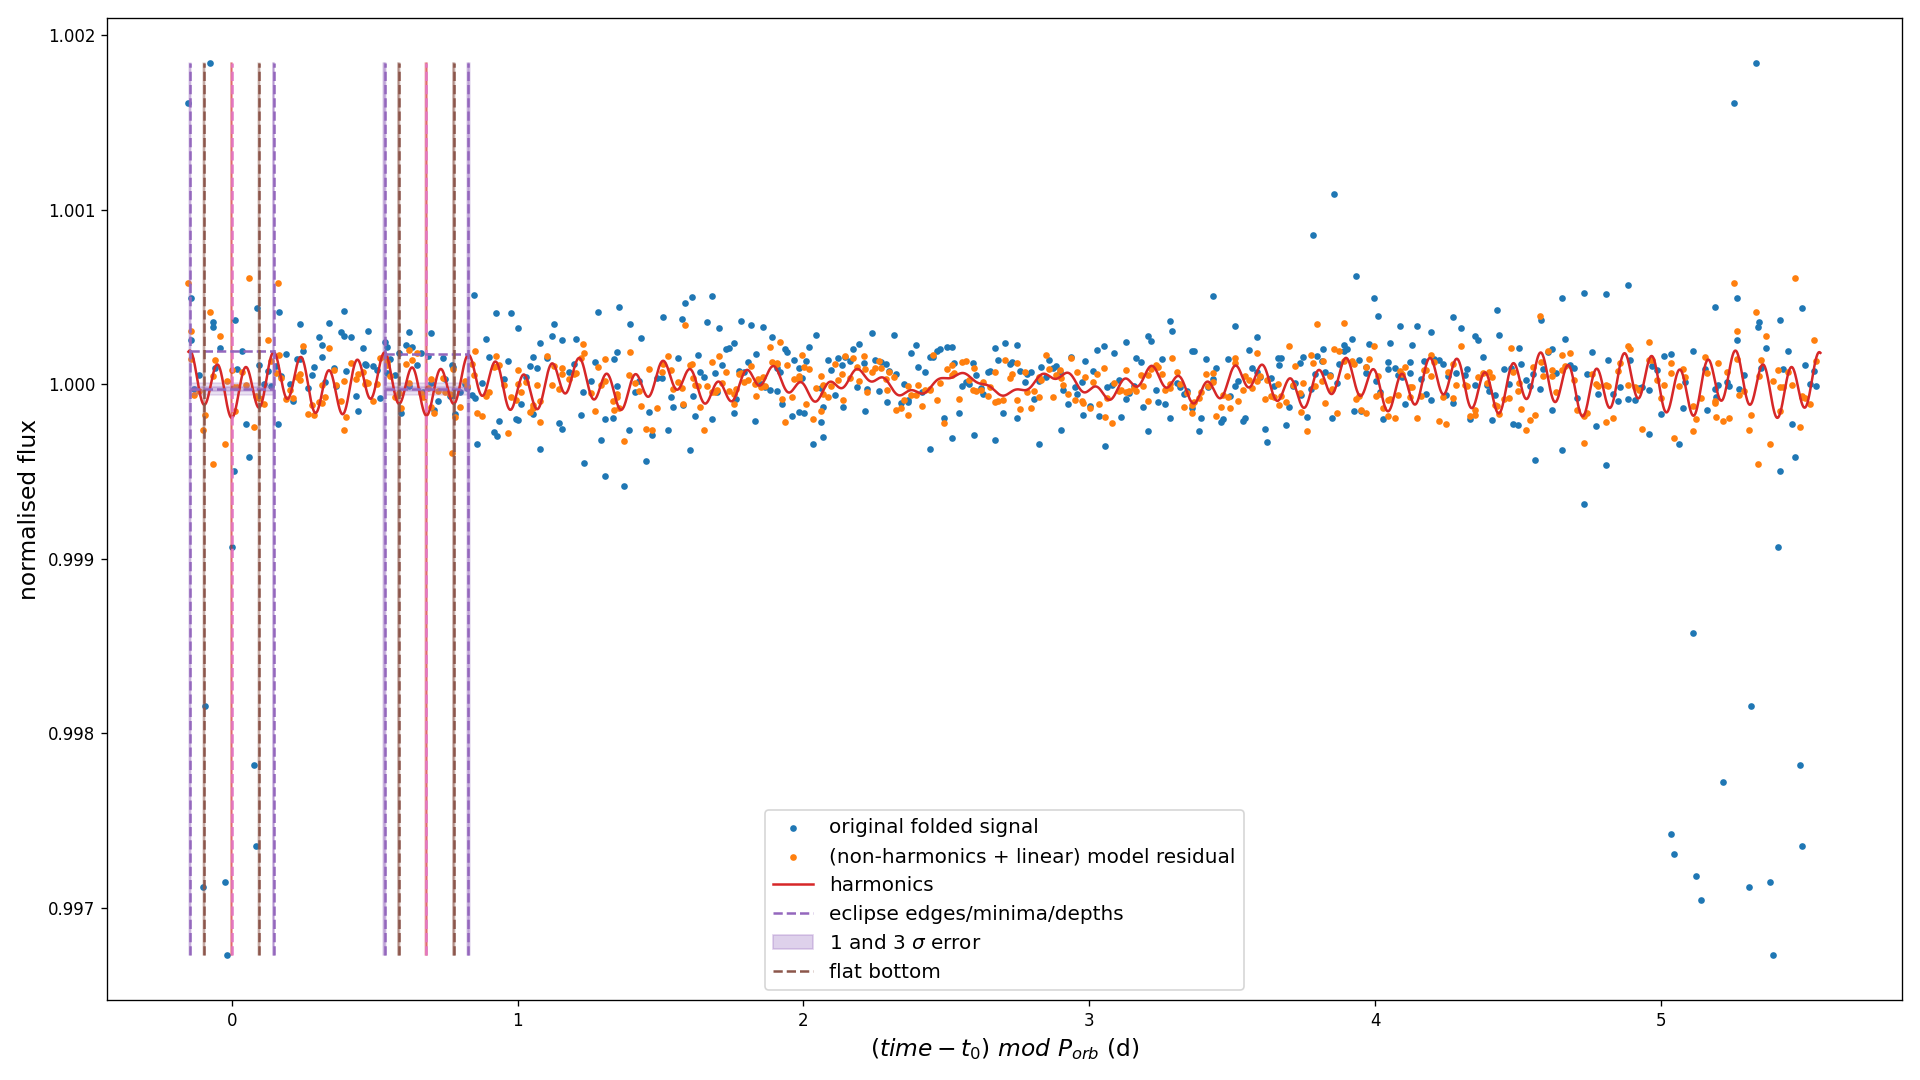 1.002
1.001
1.000
0.999
0.998
0.997
normalised flux
0 1 2 3 4 5
(time − t₀) mod P_orb (d)
original folded signal
(non-harmonics + linear) model residual
harmonics
eclipse edges/minima/depths
1 and 3 σ error
flat bottom